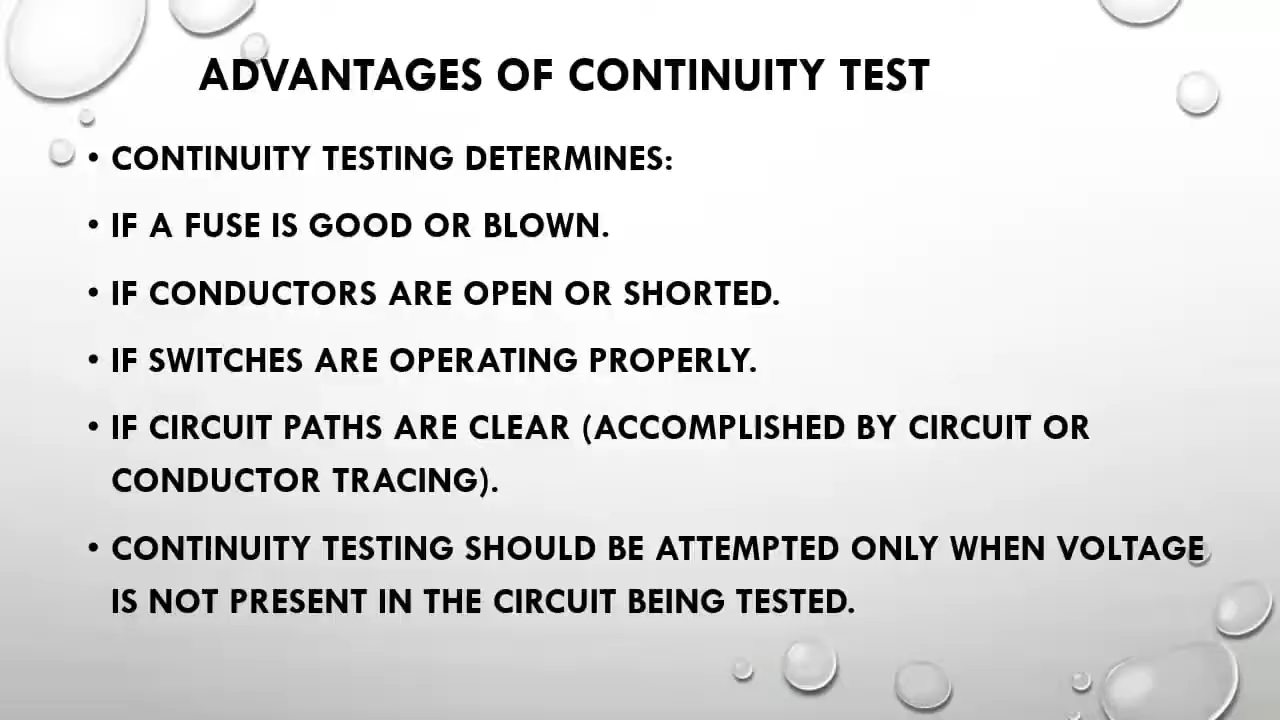 ADVANTAGES OF CONTINUITY TEST
• CONTINUITY TESTING DETERMINES:
• IF A FUSE IS GOOD OR BLOWN.
• IF CONDUCTORS ARE OPEN OR SHORTED.
• IF SWITCHES ARE OPERATING PROPERLY.
• IF CIRCUIT PATHS ARE CLEAR (ACCOMPLISHED BY CIRCUIT OR
CONDUCTOR TRACING).
• CONTINUITY TESTING SHOULD BE ATTEMPTED ONLY WHEN VOLTAGE
IS NOT PRESENT IN THE CIRCUIT BEING TESTED.